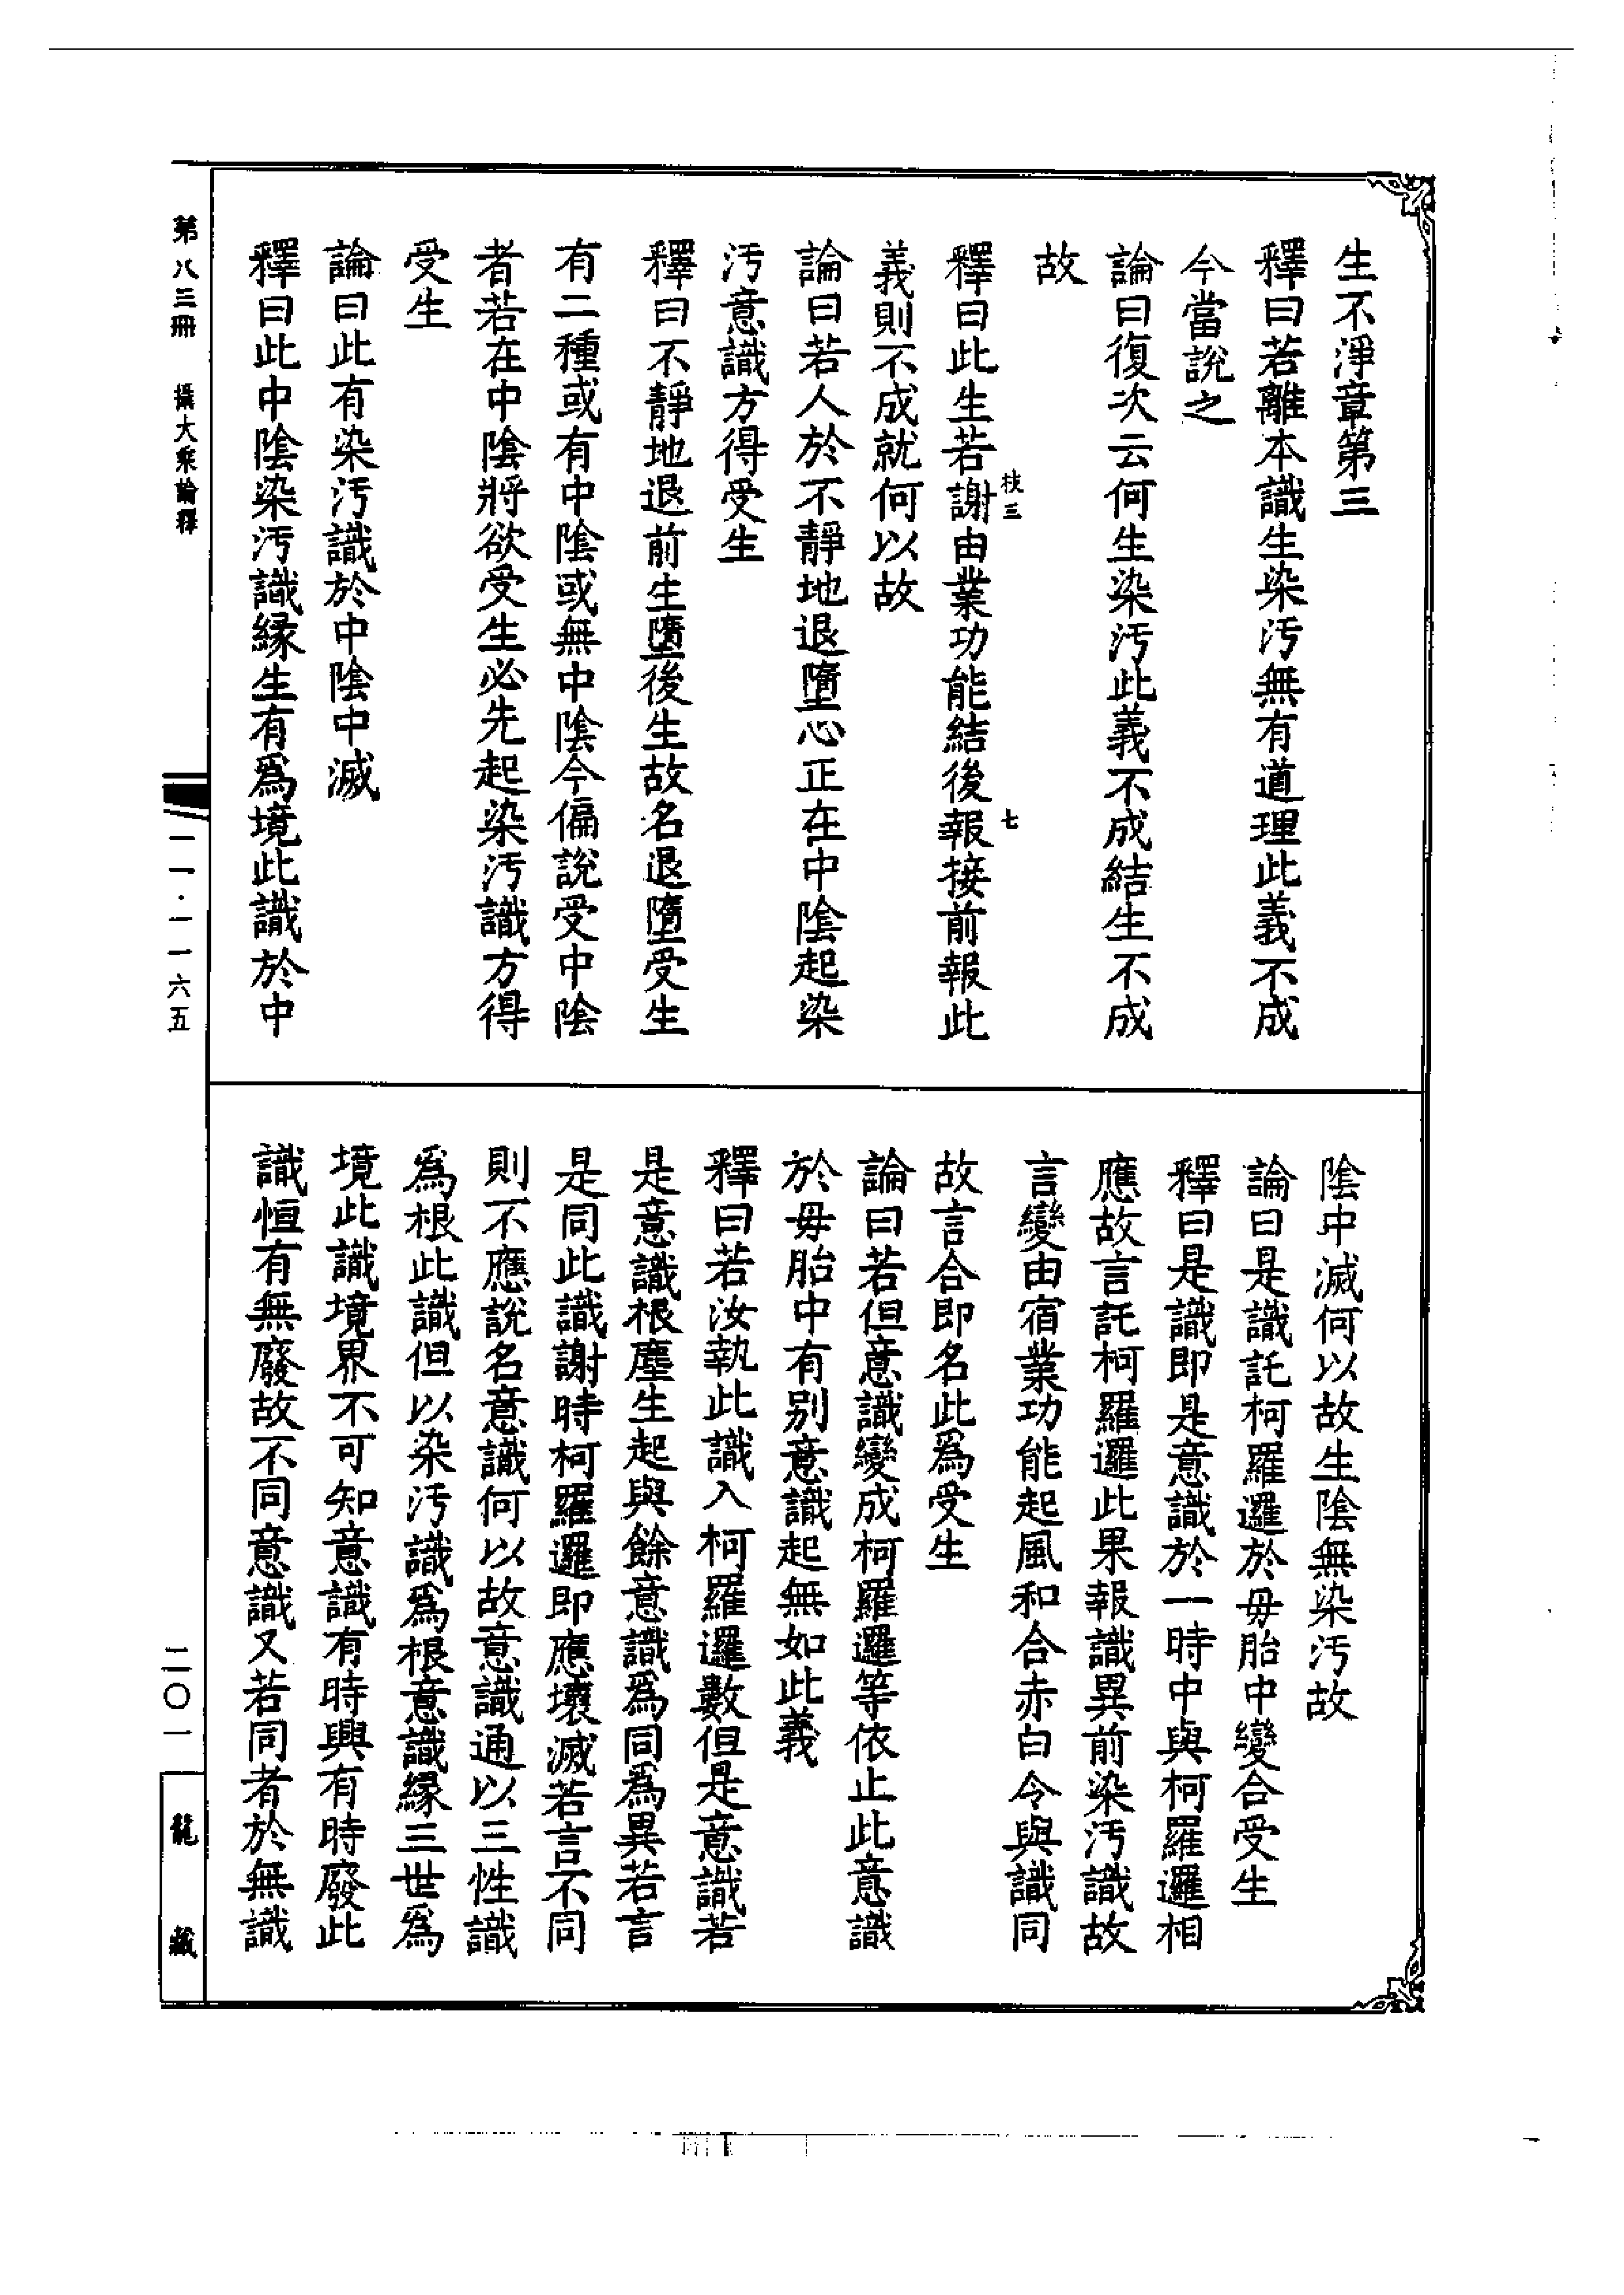 生不淨章第三
釋曰若離本識生染污無有道理此義不成
今當說之
論曰復次云何生染污此義不成結生不成
故
枝三 七
釋曰此生若謝由業功能結後報接前報此
義則不成就何以故
論曰若人於不靜地退墮心正在中陰起染
污意識方得受生
釋曰不靜地退前生墮後生故名退墮受生
有二種或有中陰或無中陰今偏說受中陰
者若在中陰將欲受生必先起染污識方得
受生
論曰此有染污識於中陰中滅
釋曰此中陰染污識緣生有爲境此識於中
陰中滅何以故生陰無染污故
論曰是識託柯羅邏於毋胎中變合受生
釋曰是識即是意識於一時中與柯羅邏相
應故言託柯羅邏此果報識異前染污識故
言變由宿業功能起風和合赤白令與識同
故言合即名此爲受生
論曰若但意識變成柯羅邏等依止此意識
於毋胎中有別意識起無如此義
釋曰若汝執此識入柯羅邏數但是意識若
是意識根塵生起與餘意識爲同爲異若言
是同此識謝時柯羅邏即應壞滅若言不同
則不應說名意識何以故意識通以三性識
爲根此識但以染污識爲根意識緣三世爲
境此識境界不可知意識有時興有時廢此
識恒有無廢故不同意識又若同者於無識
第八三冊 攝大乘論釋
一一·一一六五
二〇一
龍藏